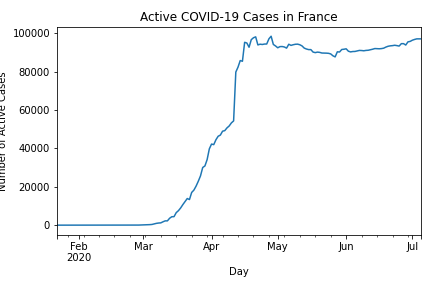 Active COVID-19 Cases in France
Number of Active Cases
100000
80000
60000
40000
20000
0
Feb
2020
Mar
Apr
May
Jun
Jul
Day